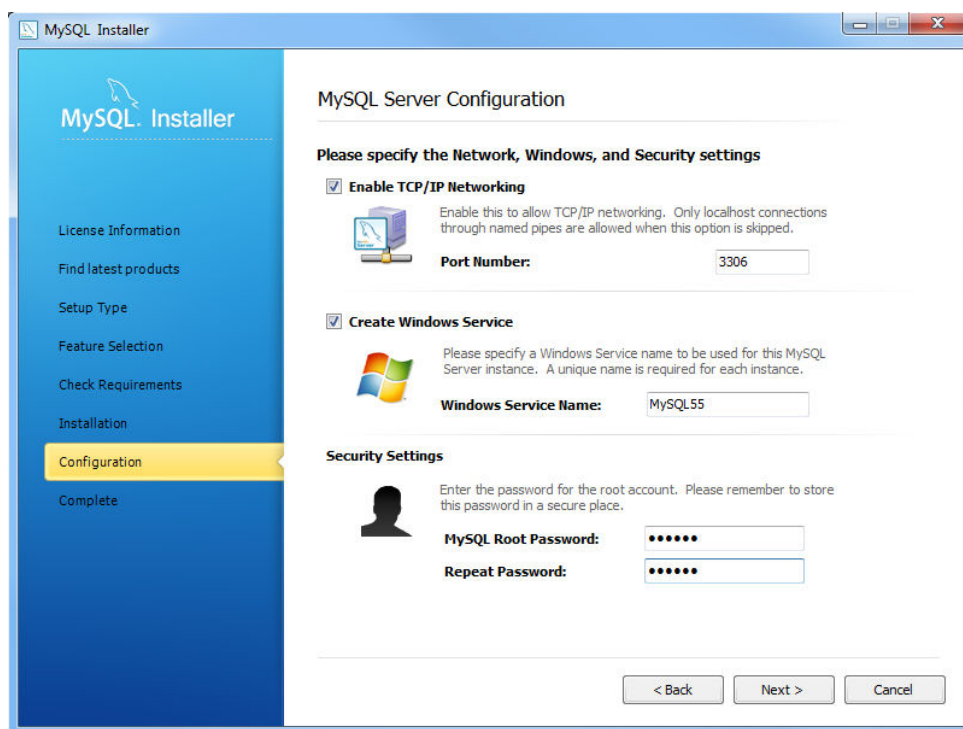 MySQL Installer
MySQL. Installer
License Information
Find latest products
Setup Type
Feature Selection
Check Requirements
Installation
Configuration
Complete
MySQL Server Configuration
Please specify the Network, Windows, and Security settings
Enable TCP/IP Networking
Enable this to allow TCP/IP networking. Only localhost connections
through named pipes are allowed when this option is skipped.
Port Number: 3306
Create Windows Service
Please specify a Windows Service name to be used for this MySQL
Server instance. A unique name is required for each instance.
Windows Service Name: MySQL55
Security Settings
Enter the password for the root account. Please remember to store
this password in a secure place.
MySQL Root Password: ••••••
Repeat Password: ••••••
< Back Next > Cancel